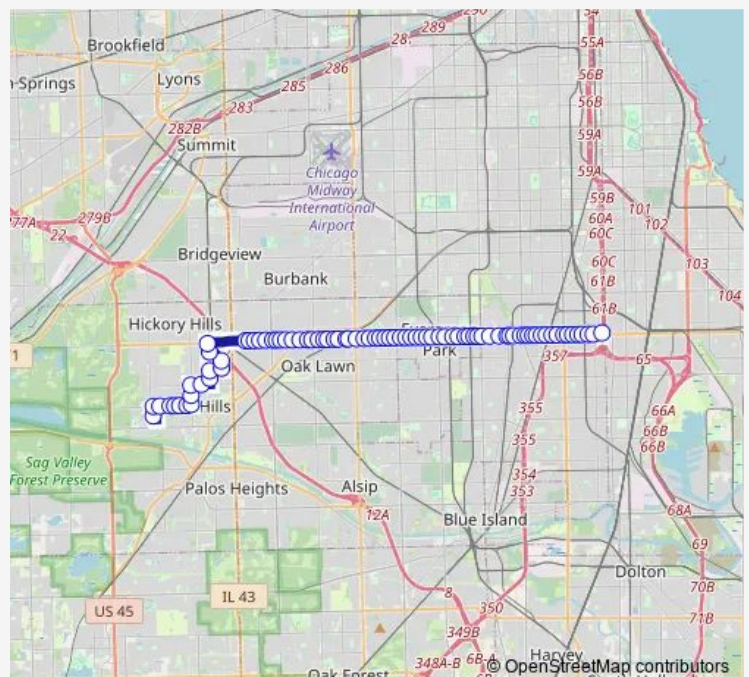 290
289
286
285
283
282B
54
55A
56B
56B
59A
59A
Brookfield
Lyons
Summit
Chicago
Midway
International
Airport
59B
60A
60C
60C
61B
61B
101
102
103
104
279B
22
Bridgeview
Burbank
Hickory Hills
Park
Oak Lawn
357
65
Hills
355
355
354
353
66A
66B
66B
68A
69
70B
71B
Sag Valley
Forest Preserve
Palos Heights
Alsip
12A
Blue Island
Dolton
US 45
IL 43
8
350
349B
348A-B
Harvey
Oak Forest
© OpenStreetMap contributors